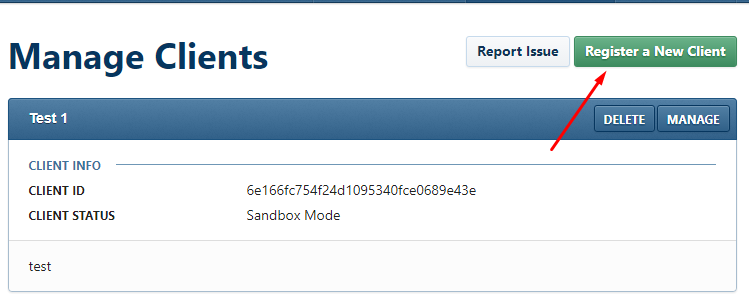 Manage Clients
Report Issue
Register a New Client
Test 1
DELETE
MANAGE
CLIENT INFO
CLIENT ID 6e166fc754f24d1095340fce0689e43e
CLIENT STATUS Sandbox Mode
test